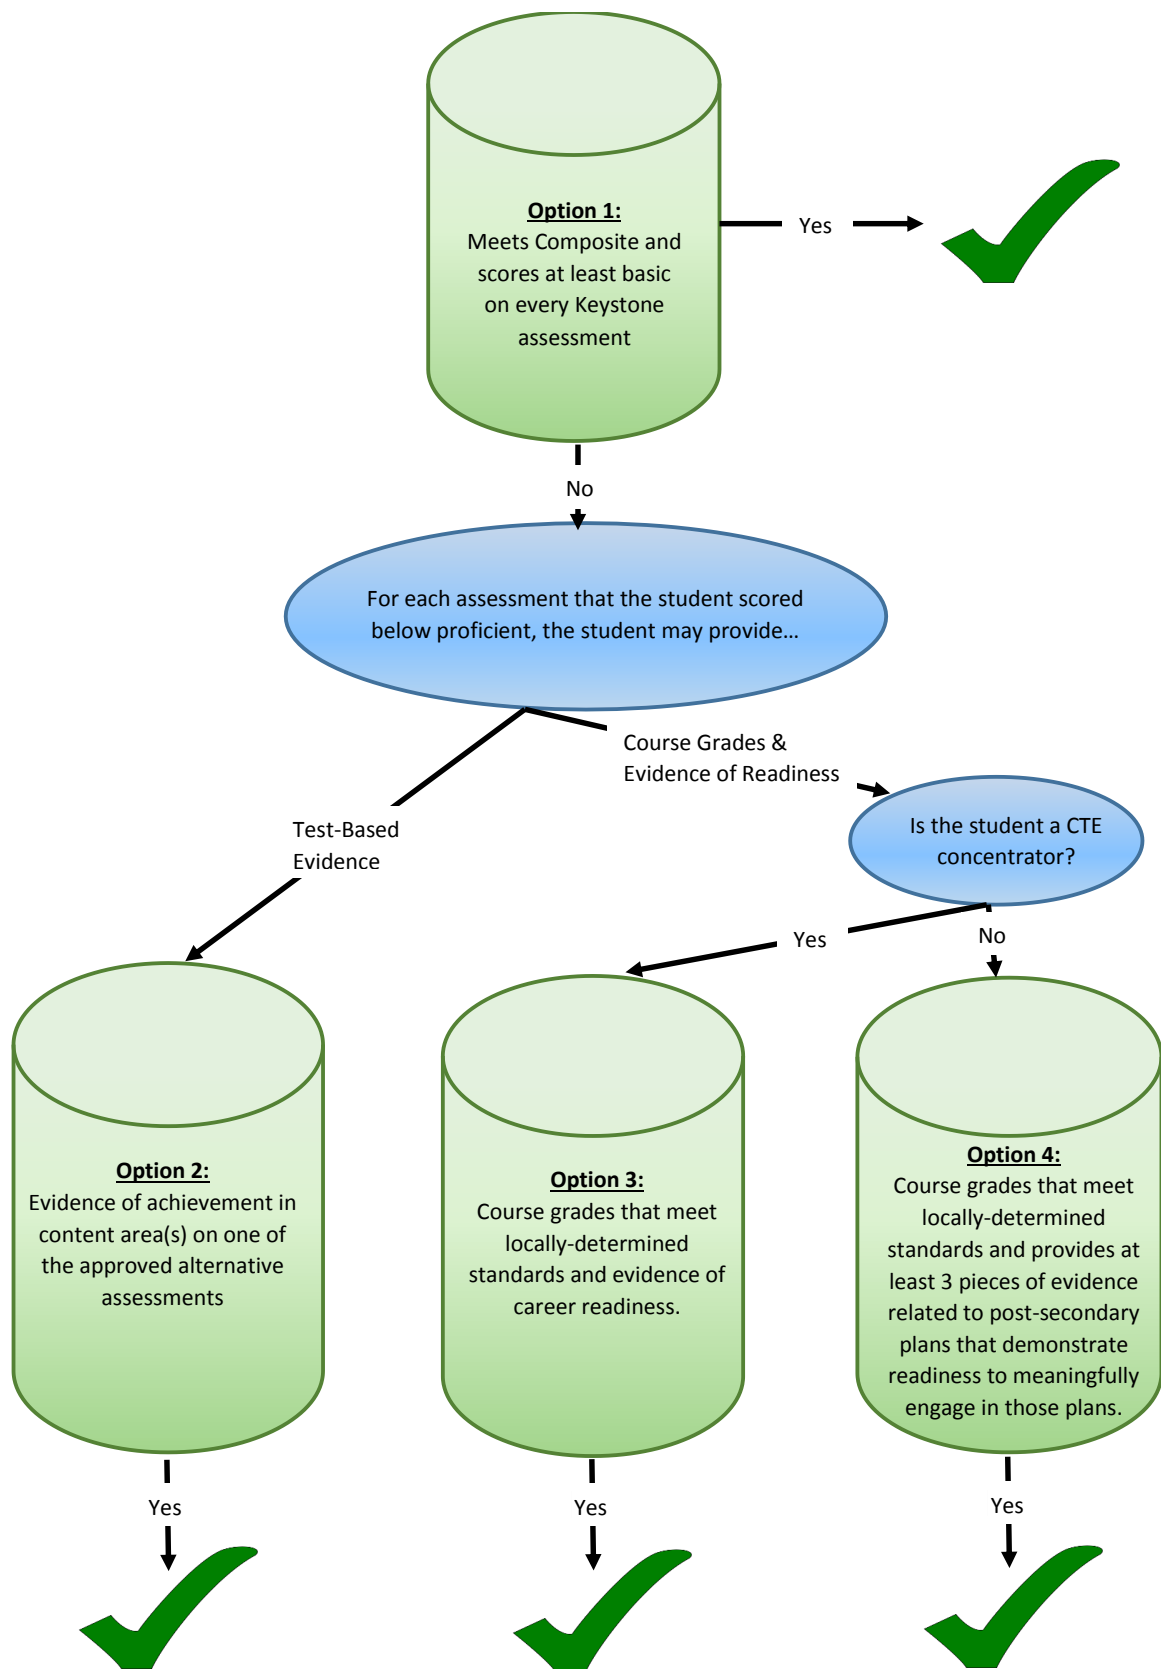 Option 1:
Meets Composite and
scores at least basic
on every Keystone
assessment
Yes
No
For each assessment that the student scored
below proficient, the student may provide…
Course Grades &
Evidence of Readiness
Test-Based
Evidence
Is the student a CTE
concentrator?
Yes
No
Option 2:
Evidence of achievement in
content area(s) on one of
the approved alternative
assessments
Option 3:
Course grades that meet
locally-determined
standards and evidence of
career readiness.
Option 4:
Course grades that meet
locally-determined
standards and provides at
least 3 pieces of evidence
related to post-secondary
plans that demonstrate
readiness to meaningfully
engage in those plans.
Yes
Yes
Yes